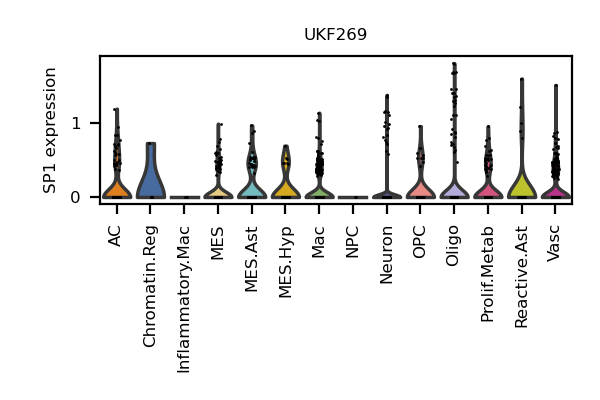 UKF269
SP1 expression
1
0
AC
Chromatin.Reg
Inflammatory.Mac
MES
MES.Ast
MES.Hyp
Mac
NPC
Neuron
OPC
Oligo
Prolif.Metab
Reactive.Ast
Vasc